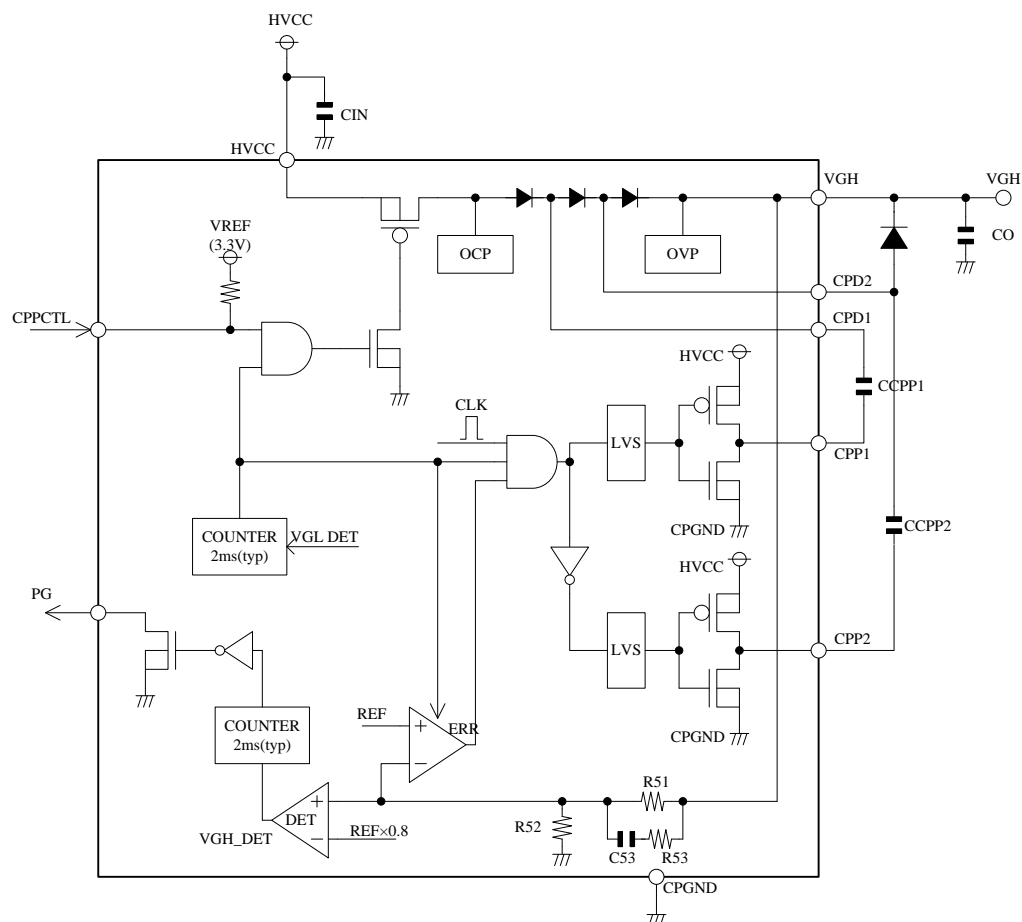 HVCC
CIN
HVCC
VGH
VGH
VREF
(3.3V)
OCP
OVP
CO
CPD2
CPPCTL
CPD1
HVCC
CCPP1
CLK
LVS
CPP1
COUNTER
2ms(typ)
VGL DET
CPGND
CCPP2
HVCC
PG
LVS
CPP2
COUNTER
2ms(typ)
REF
+
ERR
−
CPGND
R51
DET
+
−
REF×0.8
VGH_DET
R52
C53
R53
CPGND